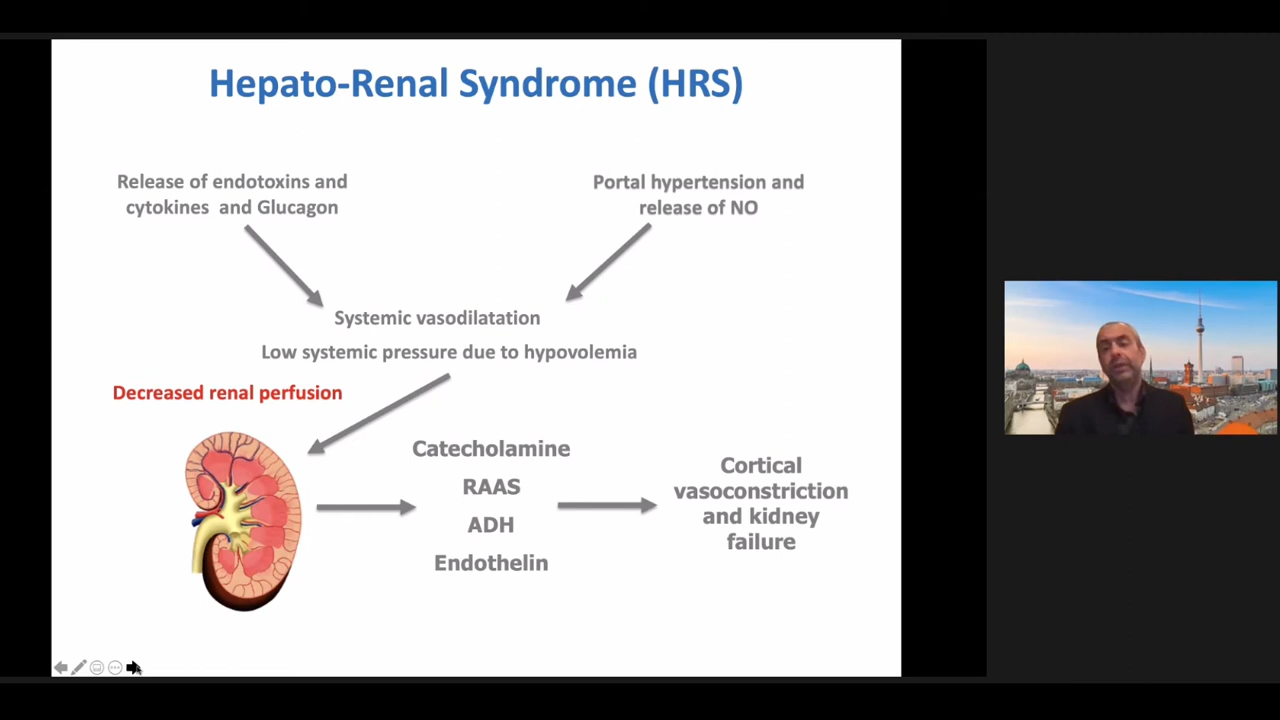 Hepato-Renal Syndrome (HRS)
Release of endotoxins and
cytokines and Glucagon
Portal hypertension and
release of NO
Systemic vasodilatation
Low systemic pressure due to hypovolemia
Decreased renal perfusion
Catecholamine
RAAS
ADH
Endothelin
Cortical
vasoconstriction
and kidney
failure